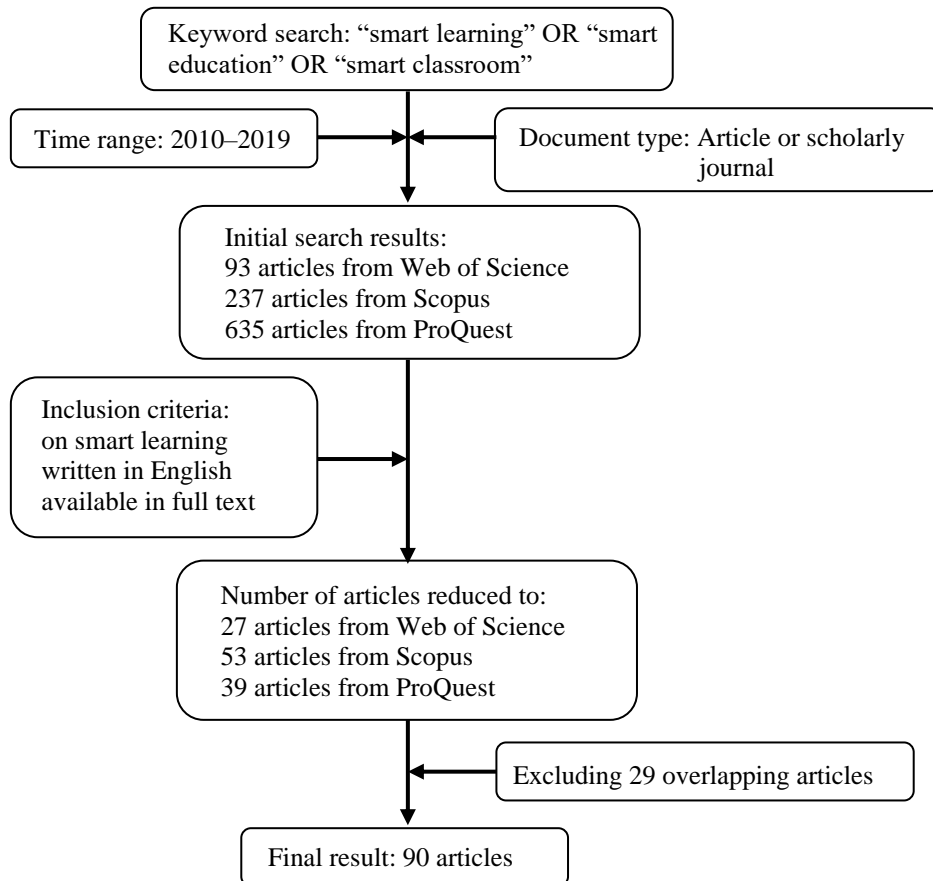 Keyword search: “smart learning” OR “smart
education” OR “smart classroom”
Time range: 2010–2019
Document type: Article or scholarly
journal
Initial search results:
93 articles from Web of Science
237 articles from Scopus
635 articles from ProQuest
Inclusion criteria:
on smart learning
written in English
available in full text
Number of articles reduced to:
27 articles from Web of Science
53 articles from Scopus
39 articles from ProQuest
Excluding 29 overlapping articles
Final result: 90 articles